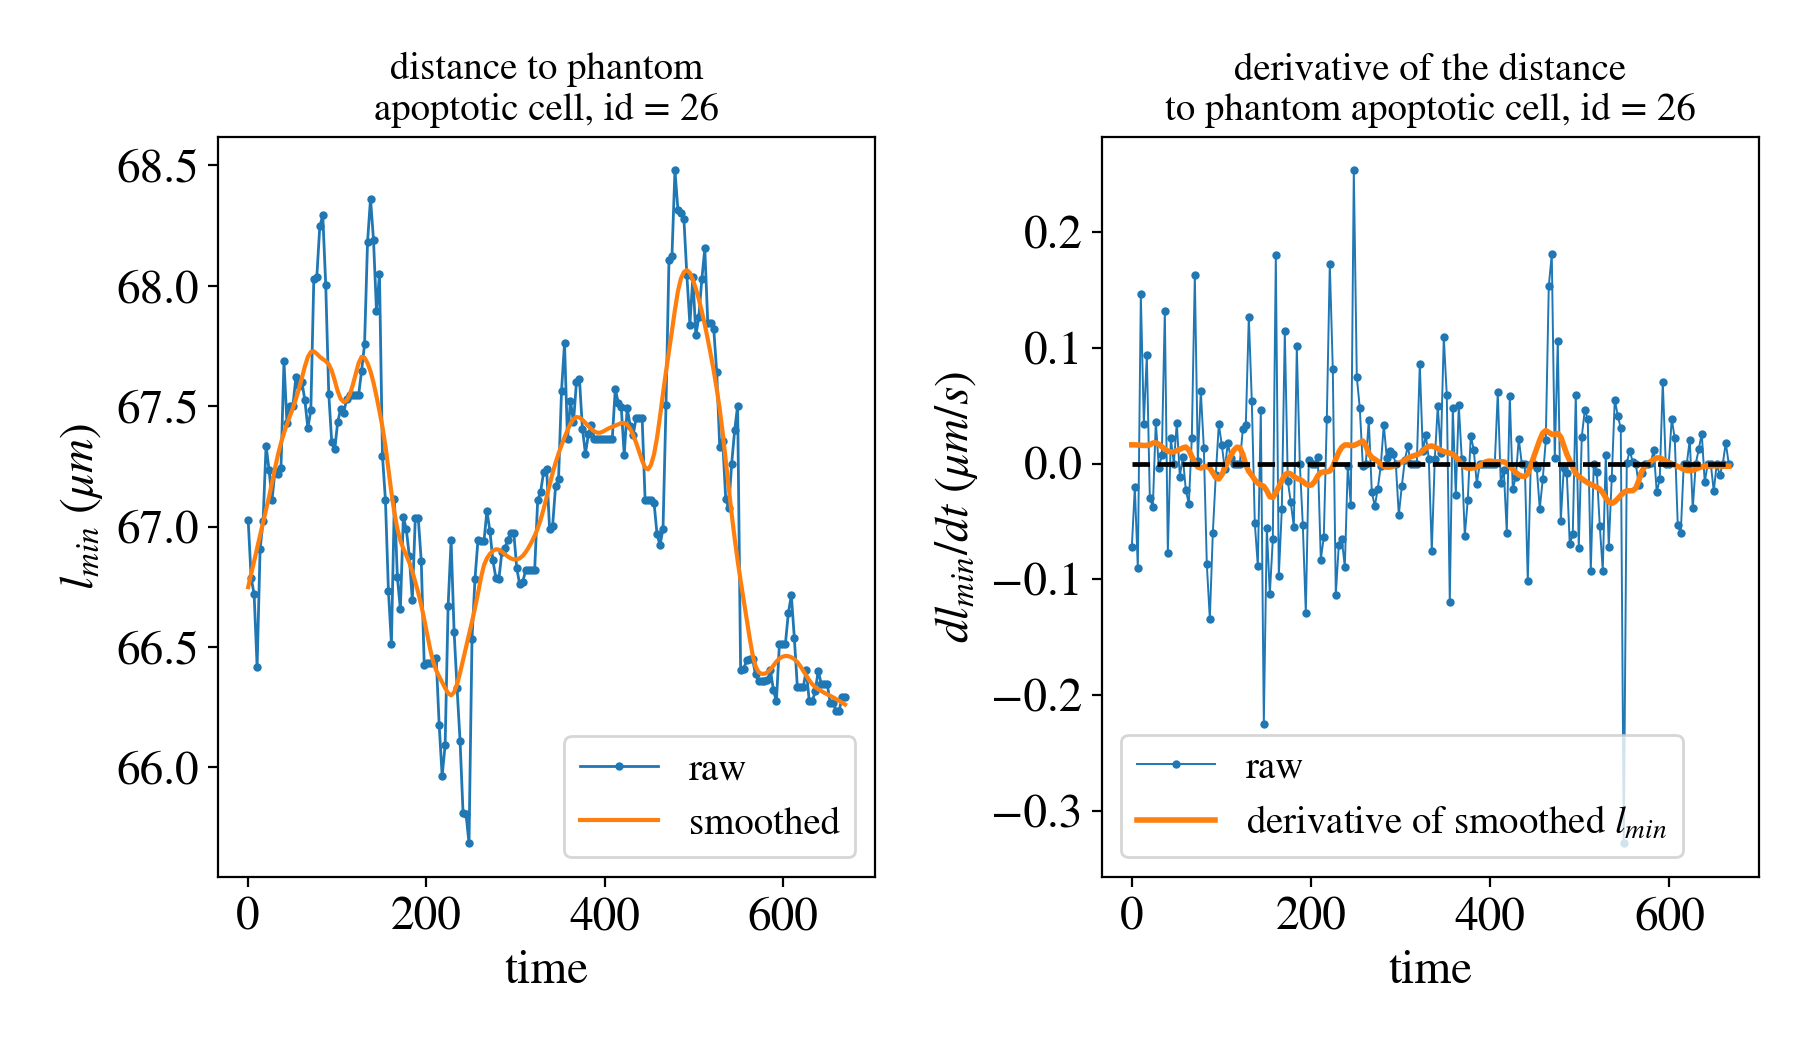 distance to phantom
apoptotic cell, id = 26
68.5
68.0
67.5
67.0
66.5
66.0
l_min (μm)
0 200 400 600
time
raw
smoothed
derivative of the distance
to phantom apoptotic cell, id = 26
0.2
0.1
0.0
−0.1
−0.2
−0.3
dl_min/dt (μm/s)
0 200 400 600
time
raw
derivative of smoothed l_min